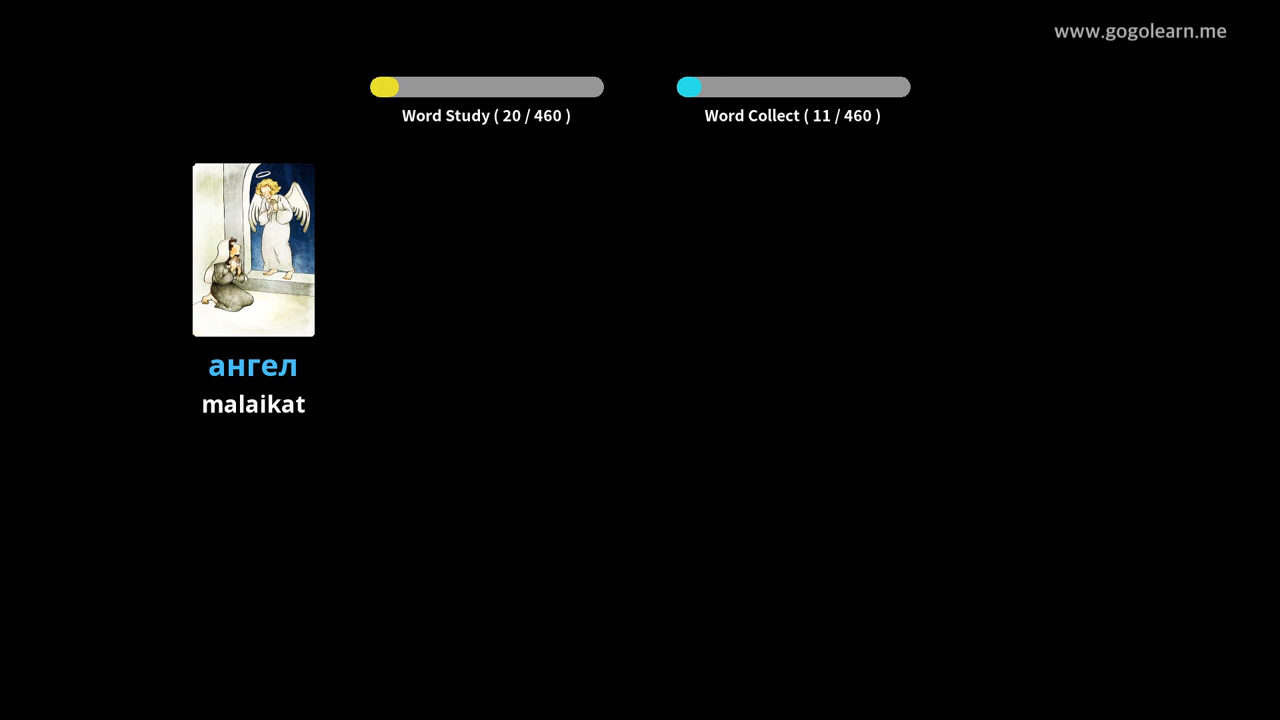 www.gogolearn.me
Word Study ( 20 / 460 )
Word Collect ( 11 / 460 )
ангел
malaikat